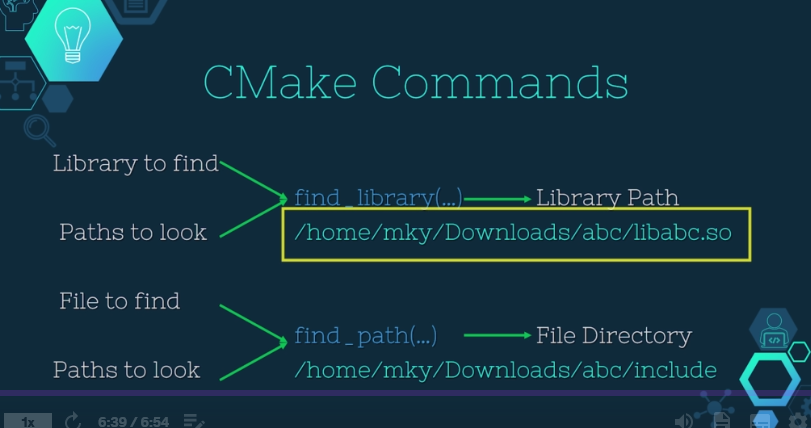 CMake Commands
Library to find
find_library(...)
Library Path
Paths to look
/home/mky/Downloads/abc/libabc.so
File to find
find_path(...)
File Directory
Paths to look
/home/mky/Downloads/abc/include
1x
6:39 / 6:54